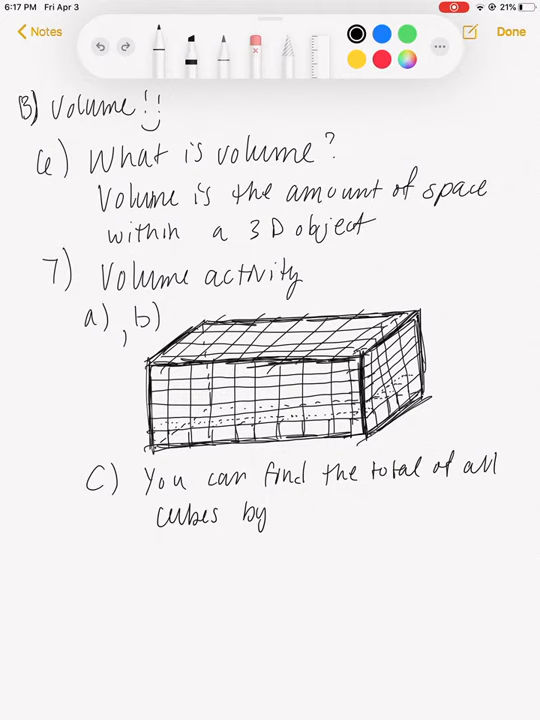 6:17 PM Fri Apr 3
21%
Notes
Done
B) Volume!!
6) What is volume?
Volume is the amount of space
within a 3D object
7) Volume activity
a), b)
C) You can find the total of all
cubes by